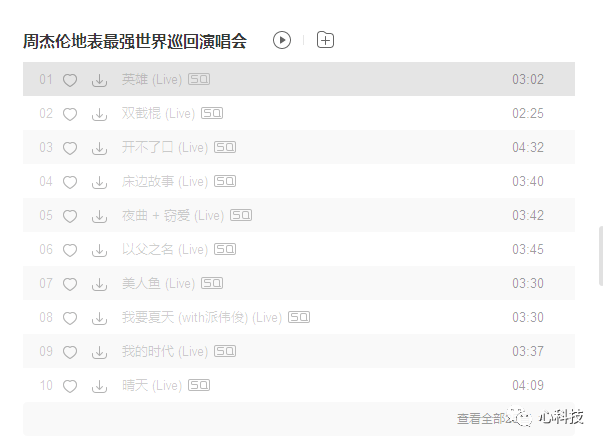 周杰伦地表最强世界巡回演唱会
01 英雄 (Live) SQ 03:02
02 双截棍 (Live) SQ 02:25
03 开不了口 (Live) SQ 04:32
04 床边故事 (Live) SQ 03:40
05 夜曲 + 窃爱 (Live) SQ 03:42
06 以父之名 (Live) SQ 03:45
07 美人鱼 (Live) SQ 03:30
08 我要夏天 (with派伟俊) (Live) SQ 03:30
09 我的时代 (Live) SQ 03:37
10 晴天 (Live) SQ 04:09
查看全部
心科技